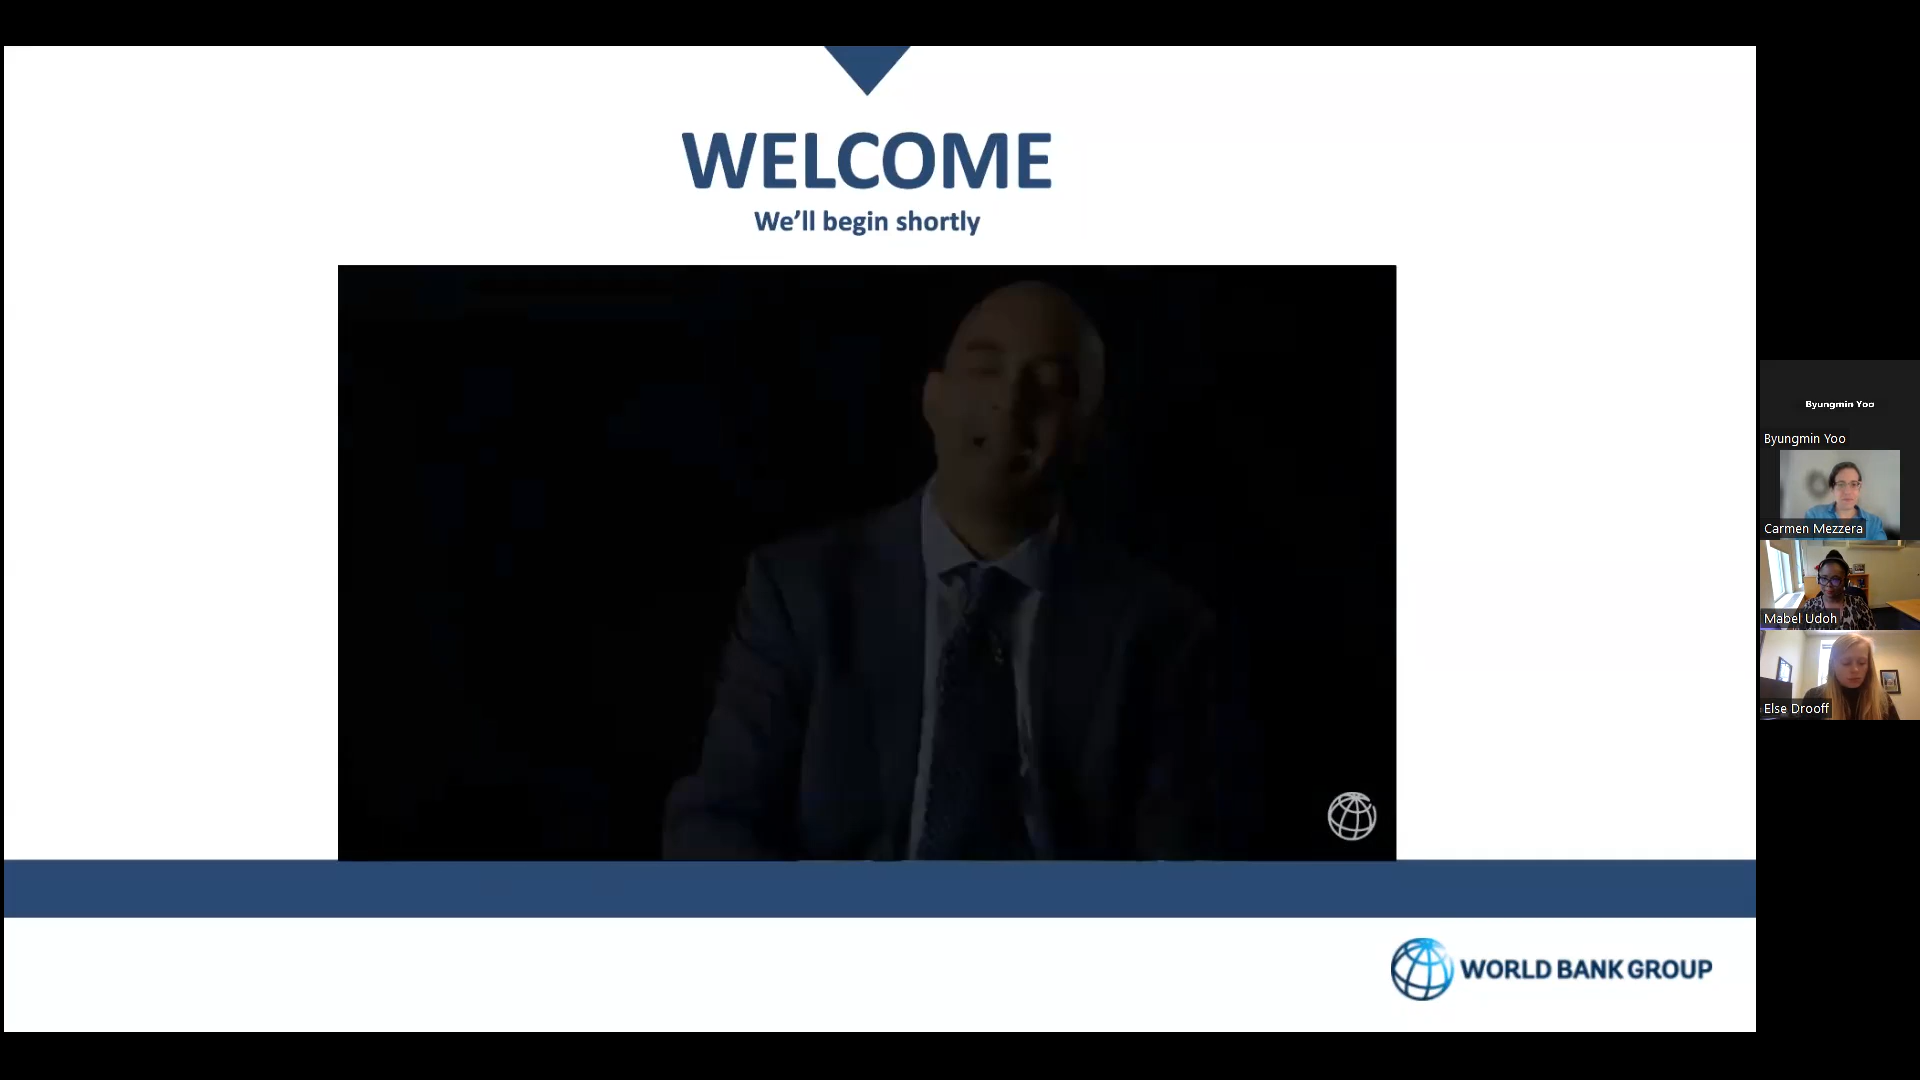 WELCOME
We'll begin shortly
WORLD BANK GROUP
Byungmin Yoo
Byungmin Yoo
Carmen Mezzera
Mabel Udoh
Else Drooff